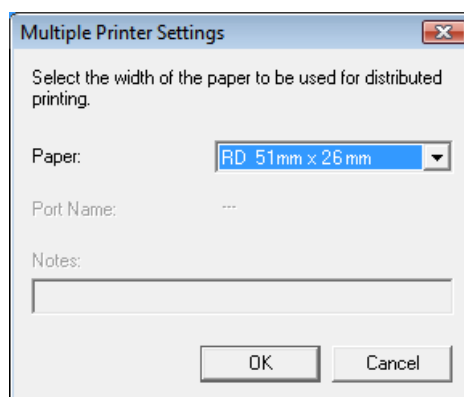 Multiple Printer Settings
Select the width of the paper to be used for distributed
printing.
Paper: RD 51mm x 26mm
Port Name: ---
Notes:
OK Cancel